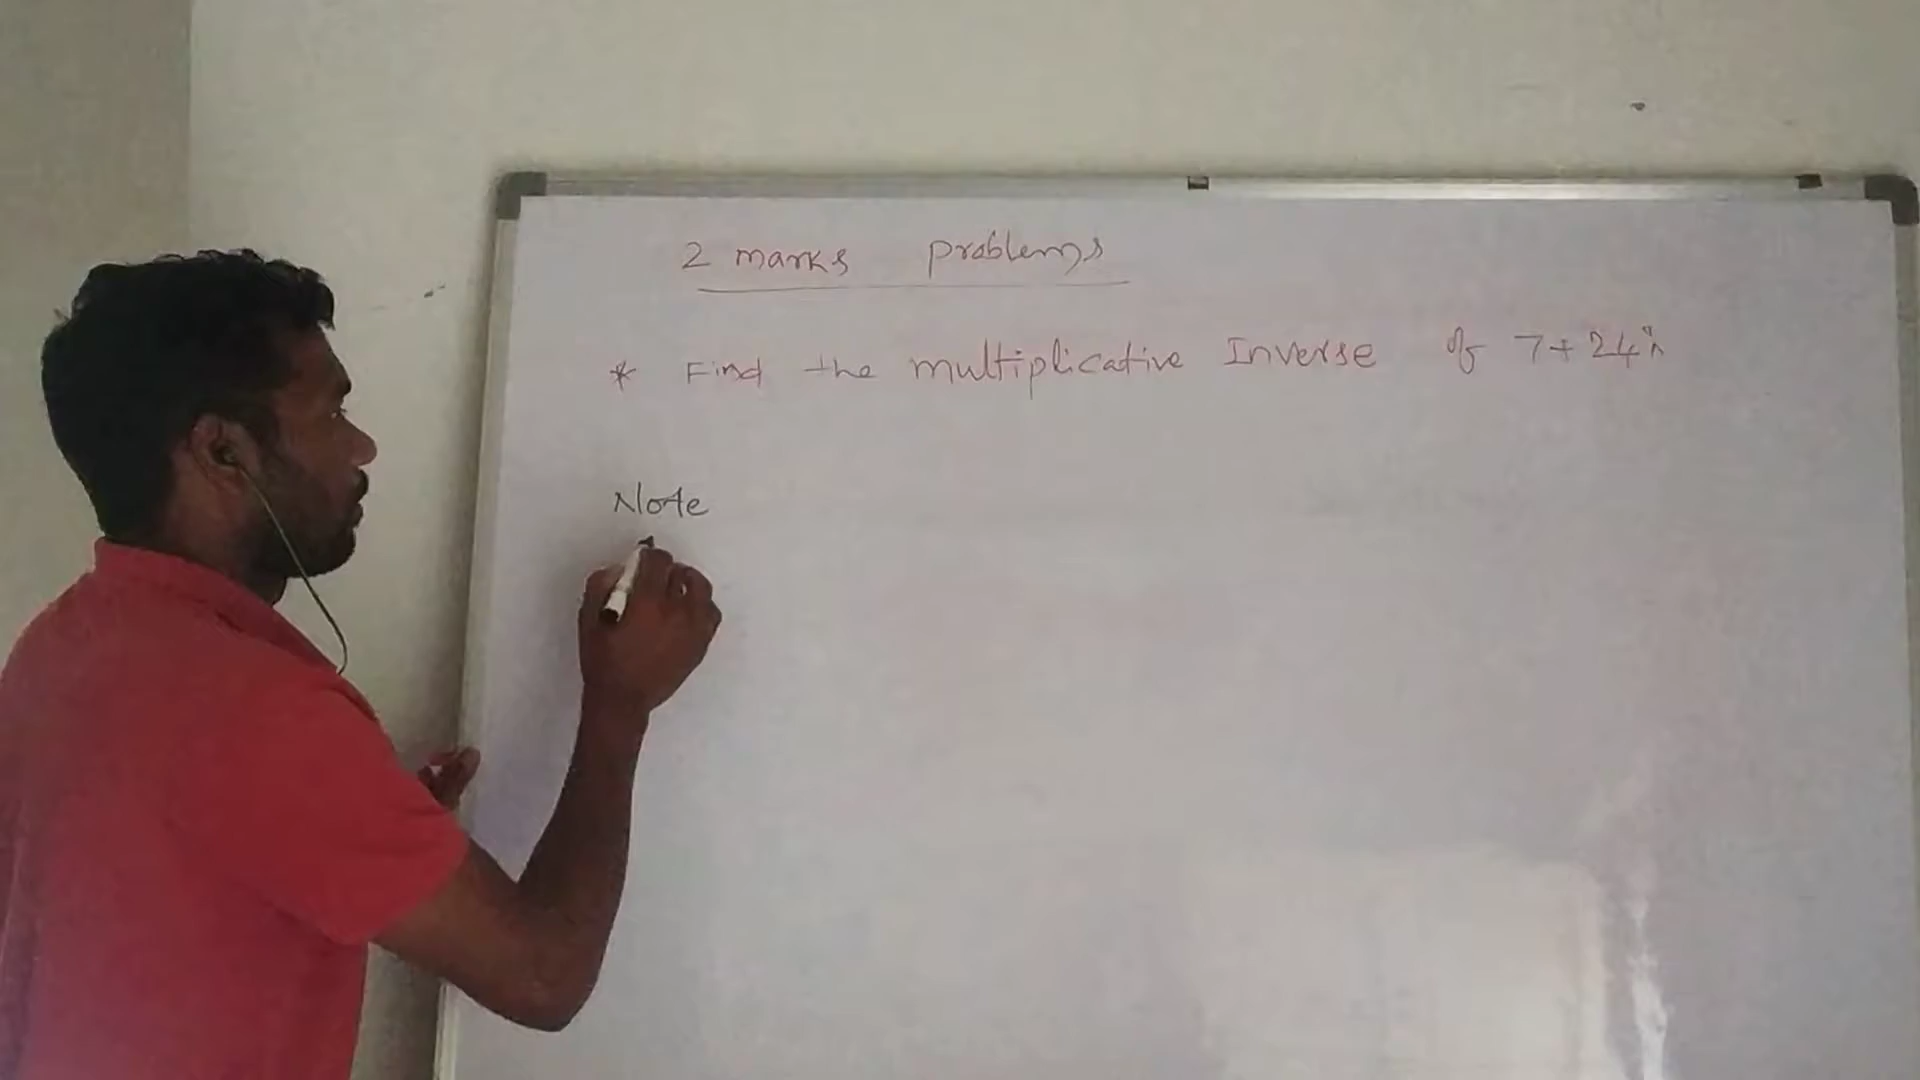 2 marks problems
* Find the multiplicative Inverse of 7+24i
Note